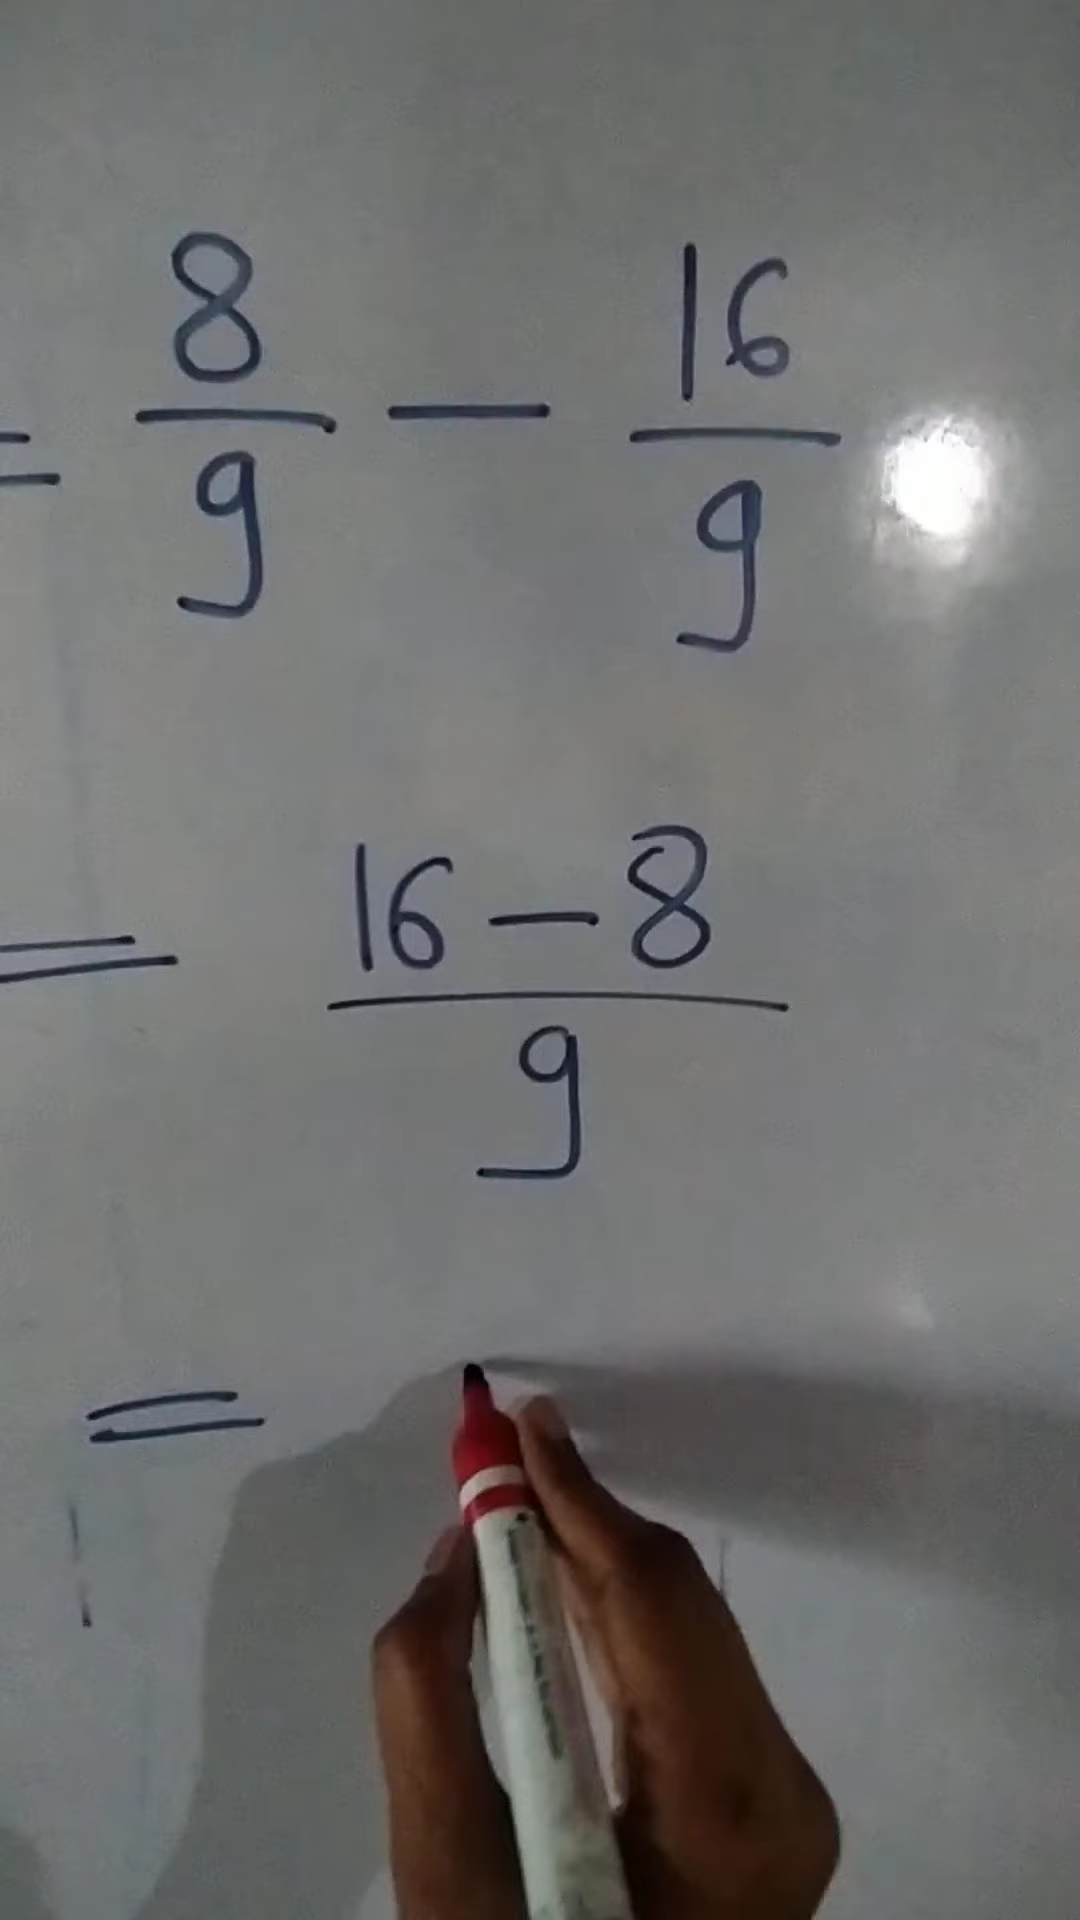 = 8/9 — 16/9
= 16 — 8/9
=